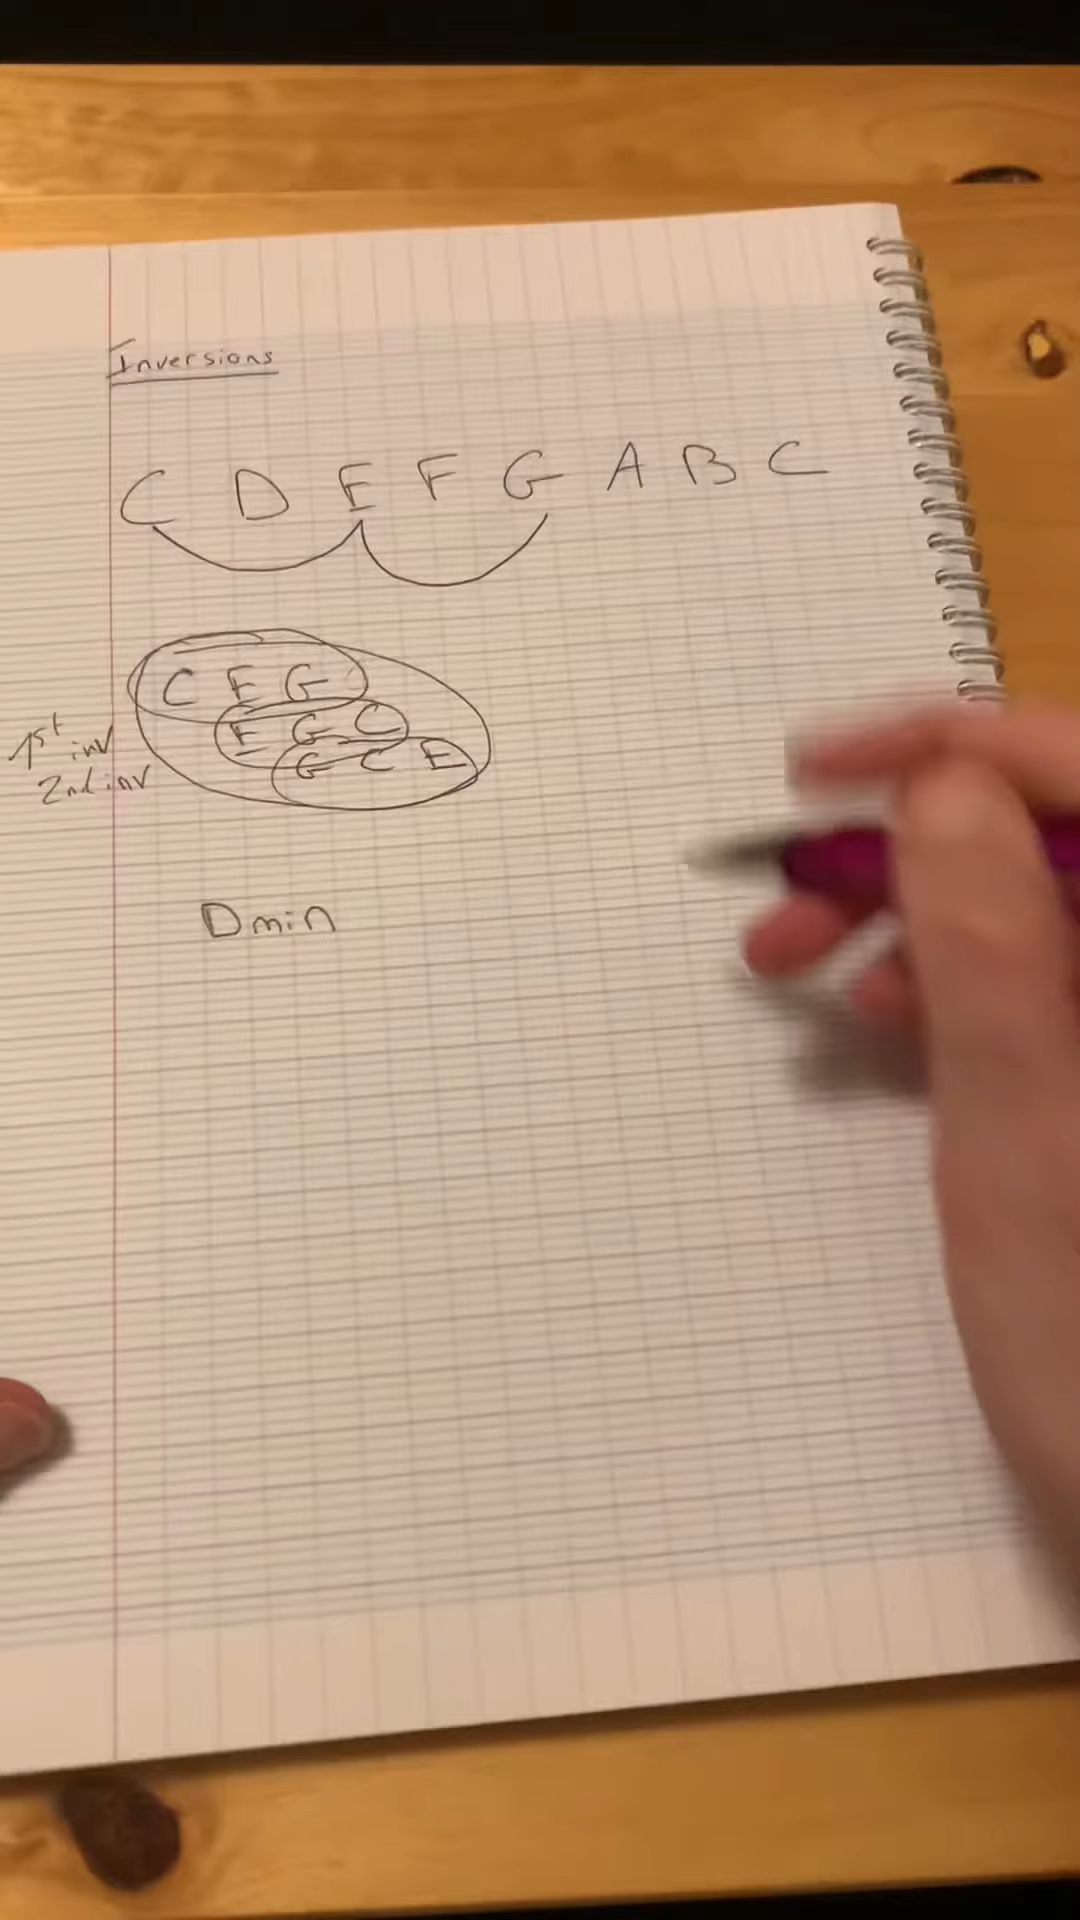 Inversions
C D E F G A B C
C E G
1st inv E G C
2nd inv G C E
Dmin